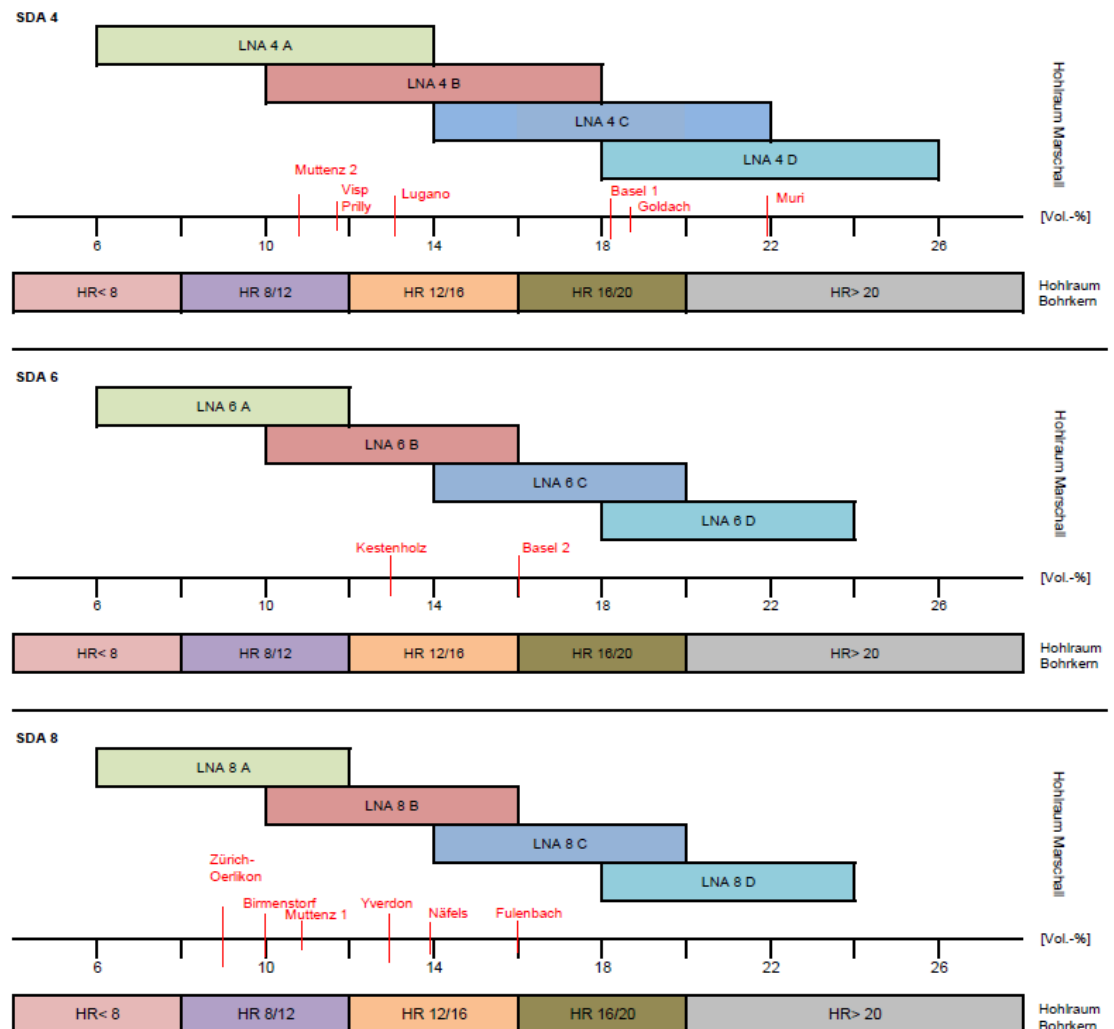 SDA 4
LNA 4 A
LNA 4 B
LNA 4 C
LNA 4 D
Hohlraum Marschall
Muttenz 2
Visp
Prilly
Lugano
Basel 1
Goldach
Muri
[Vol.-%]
6 10 14 18 22 26
HR< 8 HR 8/12 HR 12/16 HR 16/20 HR> 20
Hohlraum
Bohrkern
SDA 6
LNA 6 A
LNA 6 B
LNA 6 C
LNA 6 D
Hohlraum Marschall
Kestenholz
Basel 2
[Vol.-%]
6 10 14 18 22 26
HR< 8 HR 8/12 HR 12/16 HR 16/20 HR> 20
Hohlraum
Bohrkern
SDA 8
LNA 8 A
LNA 8 B
LNA 8 C
LNA 8 D
Hohlraum Marschall
Zürich-
Oerlikon
Birmenstorf
Muttenz 1
Yverdon
Näfels
Fulenbach
[Vol.-%]
6 10 14 18 22 26
HR< 8 HR 8/12 HR 12/16 HR 16/20 HR> 20
Hohlraum
Bohrkern